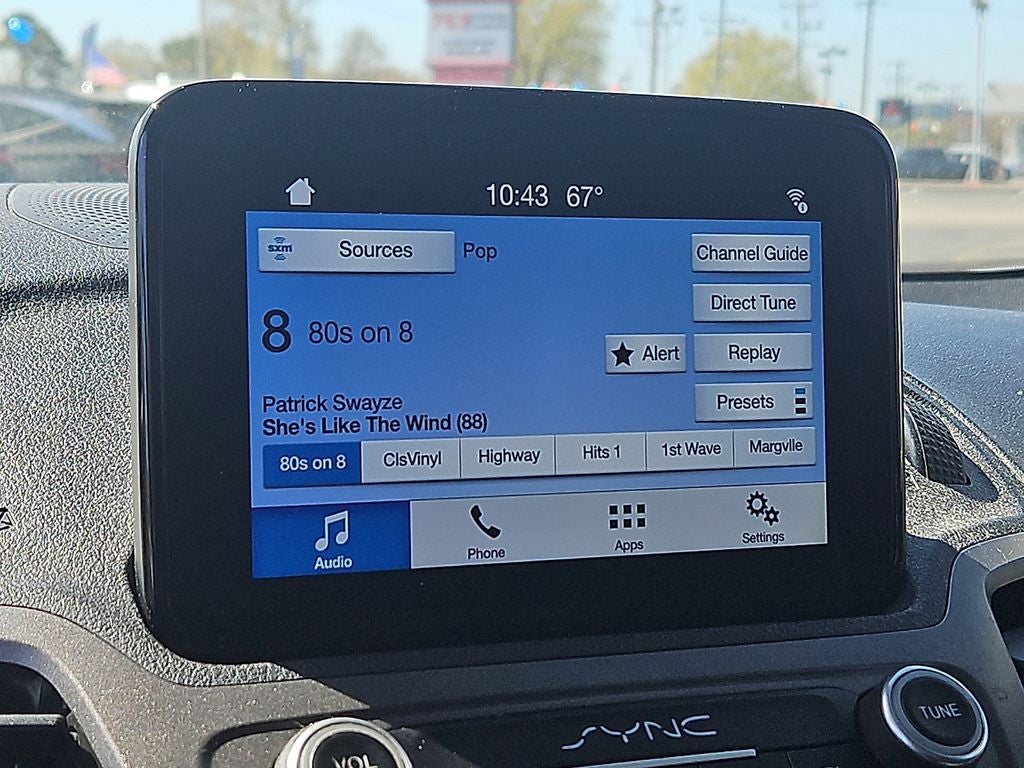 10:43 67°
sxm Sources Pop Channel Guide
Direct Tune
8 80s on 8
Alert Replay
Patrick Swayze Presets
She's Like The Wind (88)
80s on 8 ClsVinyl Highway Hits 1 1st Wave Margvlle
Audio Phone Apps Settings
SYNC
VOL TUNE